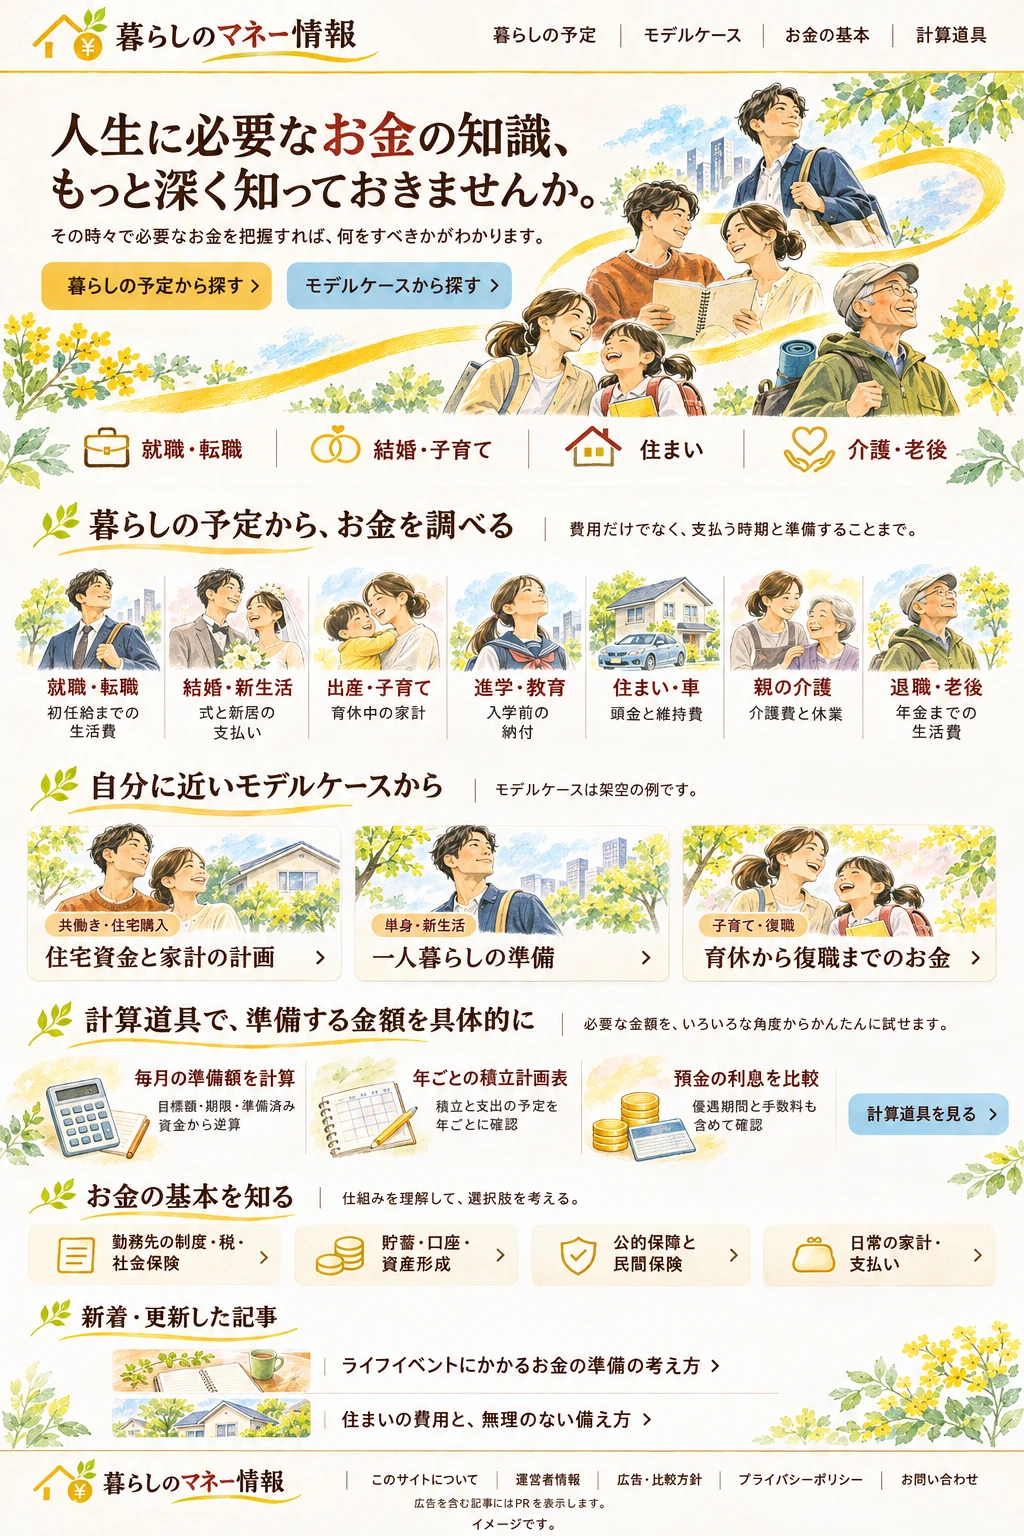 暮らしのマネー情報
暮らしの予定
モデルケース
お金の基本
計算道具
人生に必要なお金の知識、
もっと深く知っておきませんか。
その時々で必要なお金を把握すれば、何をすべきかがわかります。
暮らしの予定から探す
モデルケースから探す
就職・転職
結婚・子育て
住まい
介護・老後
暮らしの予定から、お金を調べる
費用だけでなく、支払う時期と準備することまで。
就職・転職
初任給までの
生活費
結婚・新生活
式と新居の
支払い
出産・子育て
育休中の家計
進学・教育
入学前の
納付
住まい・車
頭金と維持費
親の介護
介護費と休業
退職・老後
年金までの
生活費
自分に近いモデルケースから
モデルケースは架空の例です。
共働き・住宅購入
住宅資金と家計の計画
単身・新生活
一人暮らしの準備
子育て・復職
育休から復職までのお金
計算道具で、準備する金額を具体的に
必要な金額を、いろいろな角度からかんたんに試せます。
毎月の準備額を計算
目標額・期限・準備済み
資金から逆算
年ごとの積立計画表
積立と支出の予定を
年ごとに確認
預金の利息を比較
優遇期間と手数料も
含めて確認
計算道具を見る
お金の基本を知る
仕組みを理解して、選択肢を考える。
勤務先の制度・税・
社会保険
貯蓄・口座・
資産形成
公的保障と
民間保険
日常の家計・
支払い
新着・更新した記事
ライフイベントにかかるお金の準備の考え方
住まいの費用と、無理のない備え方
暮らしのマネー情報
このサイトについて
運営者情報
広告・比較方針
プライバシーポリシー
お問い合わせ
広告を含む記事にはPRを表示します。
イメージです。